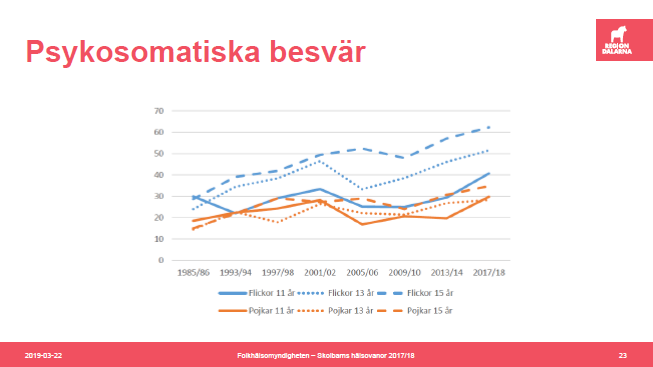 Psykosomatiska besvär
REGION
DALARNA
70
60
50
40
30
20
10
0
1985/86 1993/94 1997/98 2001/02 2005/06 2009/10 2013/14 2017/18
Flickor 11 år Flickor 13 år Flickor 15 år
Pojkar 11 år Pojkar 13 år Pojkar 15 år
2019-03-22 Folkhälsomyndigheten – Skolbarns hälsovanor 2017/18 23